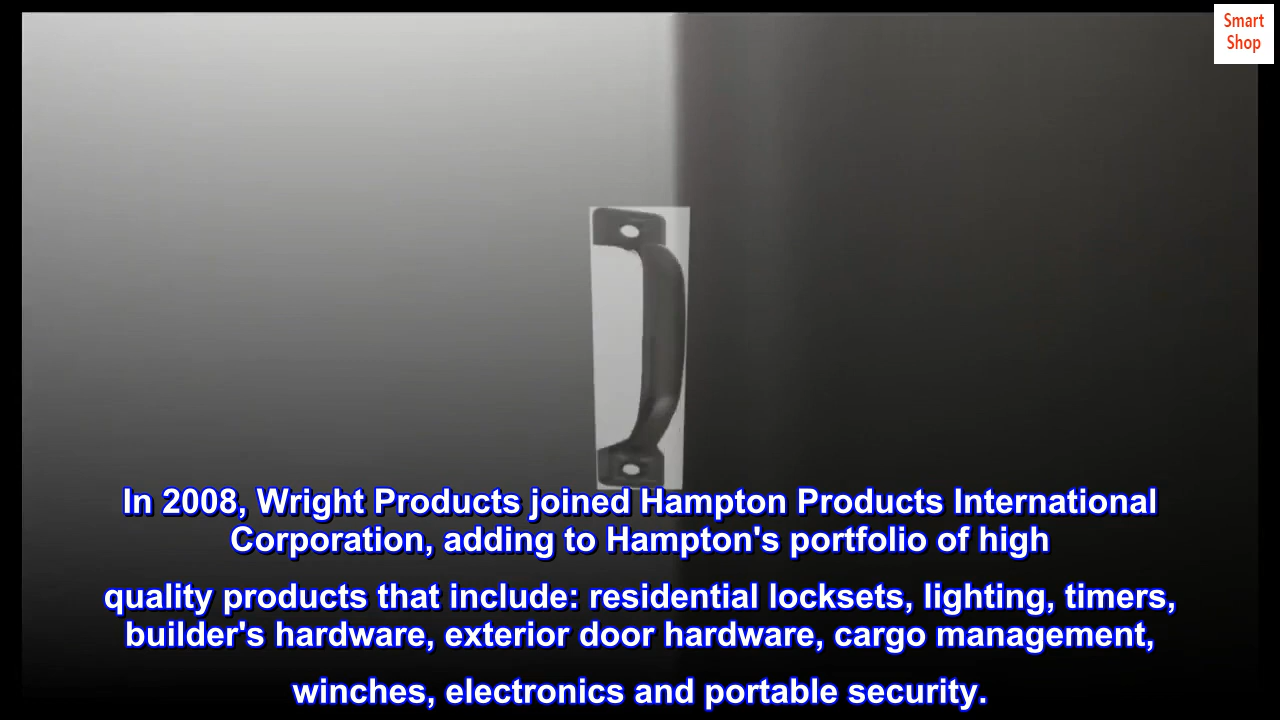 Smart
Shop
In 2008, Wright Products joined Hampton Products International
Corporation, adding to Hampton's portfolio of high
quality products that include: residential locksets, lighting, timers,
builder's hardware, exterior door hardware, cargo management,
winches, electronics and portable security.